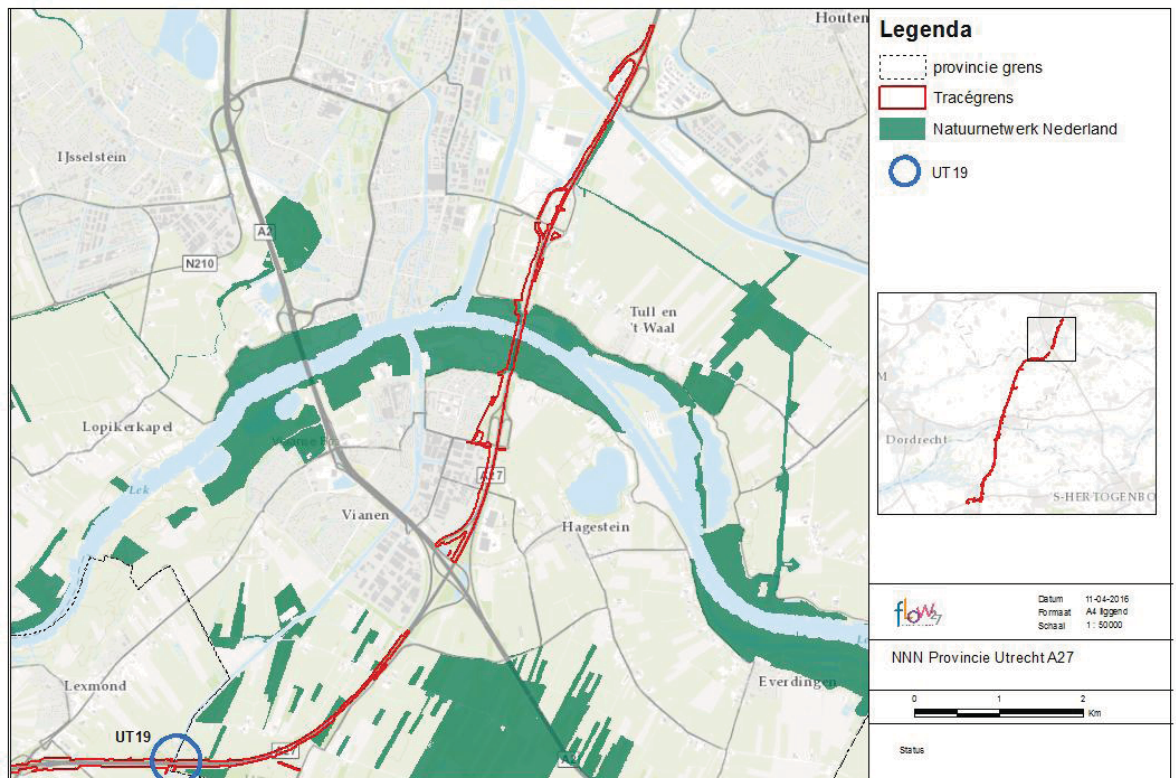 Houten
IJsselstein
A2
N210
Tull en
't Waal
Lopikerkapel
Lek
A27
Vianen
Hagestein
Lexmond
Everdingen
UT19
A27
Legenda
provincie grens
Tracégrens
Natuurnetwerk Nederland
UT19
Dordrecht
S-HERTOGENBO
flow27
Datum 11-04-2016
Formaat A4 liggend
Schaal 1: 50000
NNN Provincie Utrecht A27
0 1 2
Km
Status